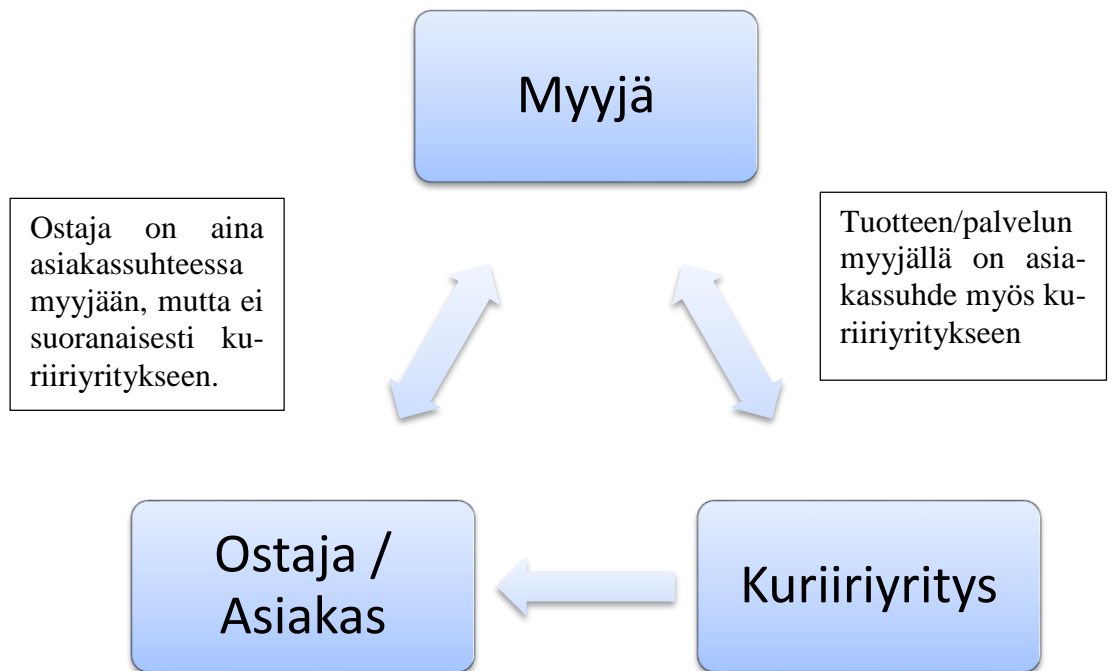 Myyjä
Ostaja on aina
asiakassuhteessa
myyjään, mutta ei
suoranaisesti ku-
riiriyritykseen.
Tuotteen/palvelun
myyjällä on asia-
kassuhde myös ku-
riiriyritykseen
Ostaja /
Asiakas
Kuriiriyritys